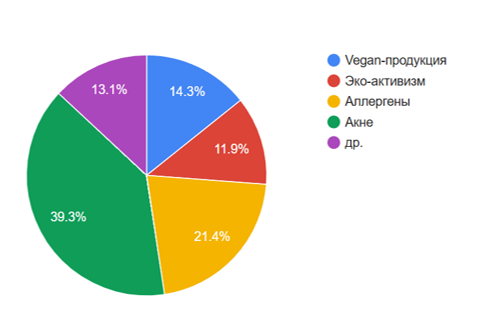 14.3%
11.9%
21.4%
39.3%
13.1%
Vegan-продукция
Эко-активизм
Аллергены
Акне
др.